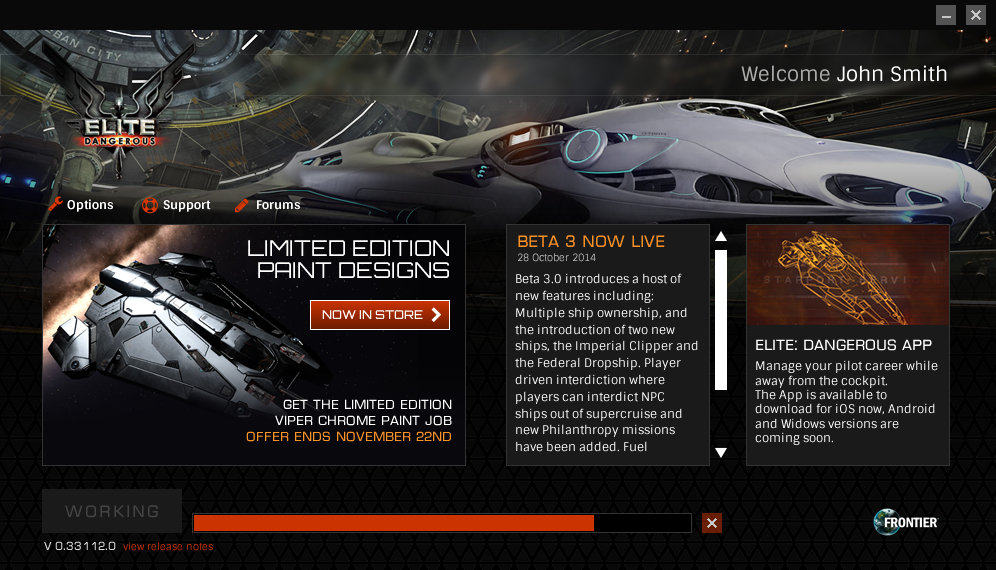 BAN CITY
Welcome John Smith
ELITE
DANGEROUS
Options
Support
Forums
LIMITED EDITION
PAINT DESIGNS
NOW IN STORE
GET THE LIMITED EDITION
VIPER CHROME PAINT JOB
OFFER ENDS NOVEMBER 22ND
BETA 3 NOW LIVE
28 October 2014
Beta 3.0 introduces a host of
new features including:
Multiple ship ownership, and
the introduction of two new
ships, the Imperial Clipper and
the Federal Dropship. Player
driven interdiction where
players can interdict NPC
ships out of supercruise and
new Philanthropy missions
have been added. Fuel
ELITE: DANGEROUS APP
Manage your pilot career while
away from the cockpit.
The App is available to
download for iOS now, Android
and Widows versions are
coming soon.
WORKING
V 0.33112.0 view release notes
FRONTIER